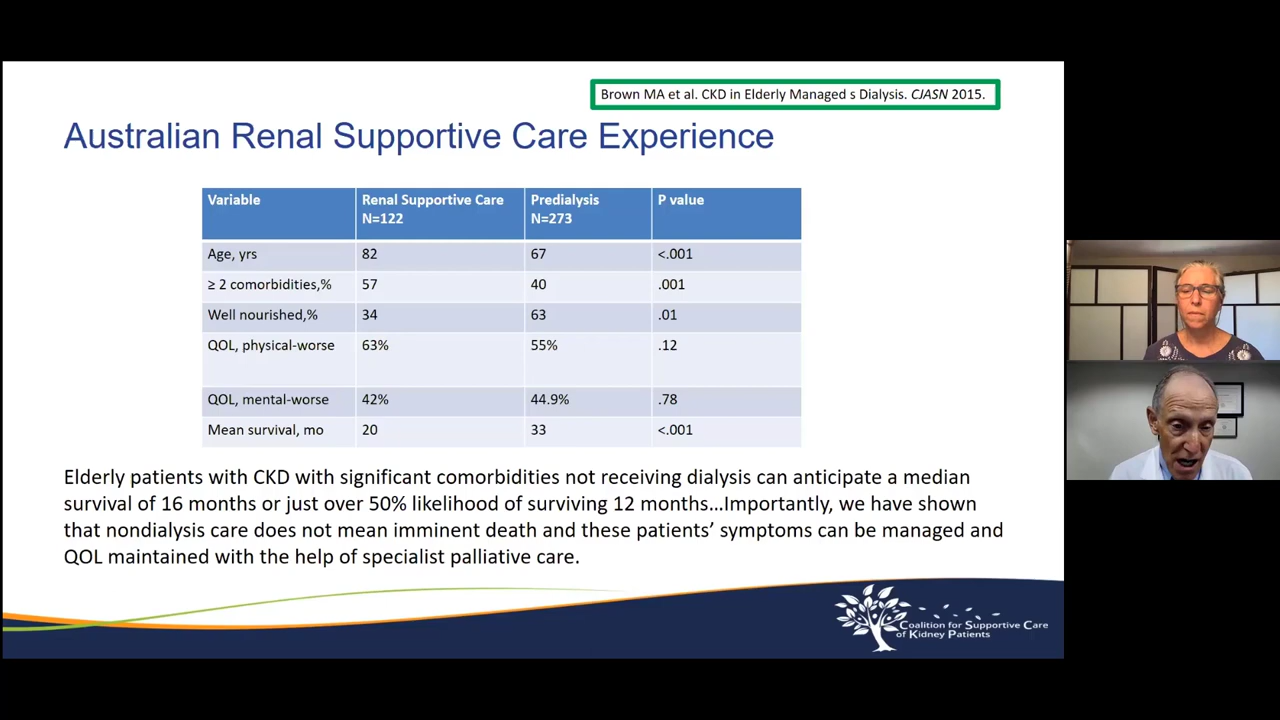 Brown MA et al. CKD in Elderly Managed s Dialysis. CJASN 2015.
Australian Renal Supportive Care Experience
Variable Renal Supportive Care N=122 Predialysis N=273 P value
Age, yrs 82 67 <.001
≥ 2 comorbidities,% 57 40 .001
Well nourished,% 34 63 .01
QOL, physical-worse 63% 55% .12
QOL, mental-worse 42% 44.9% .78
Mean survival, mo 20 33 <.001
Elderly patients with CKD with significant comorbidities not receiving dialysis can anticipate a median
survival of 16 months or just over 50% likelihood of surviving 12 months…Importantly, we have shown
that nondialysis care does not mean imminent death and these patients’ symptoms can be managed and
QOL maintained with the help of specialist palliative care.
Coalition for Supportive Care
of Kidney Patients